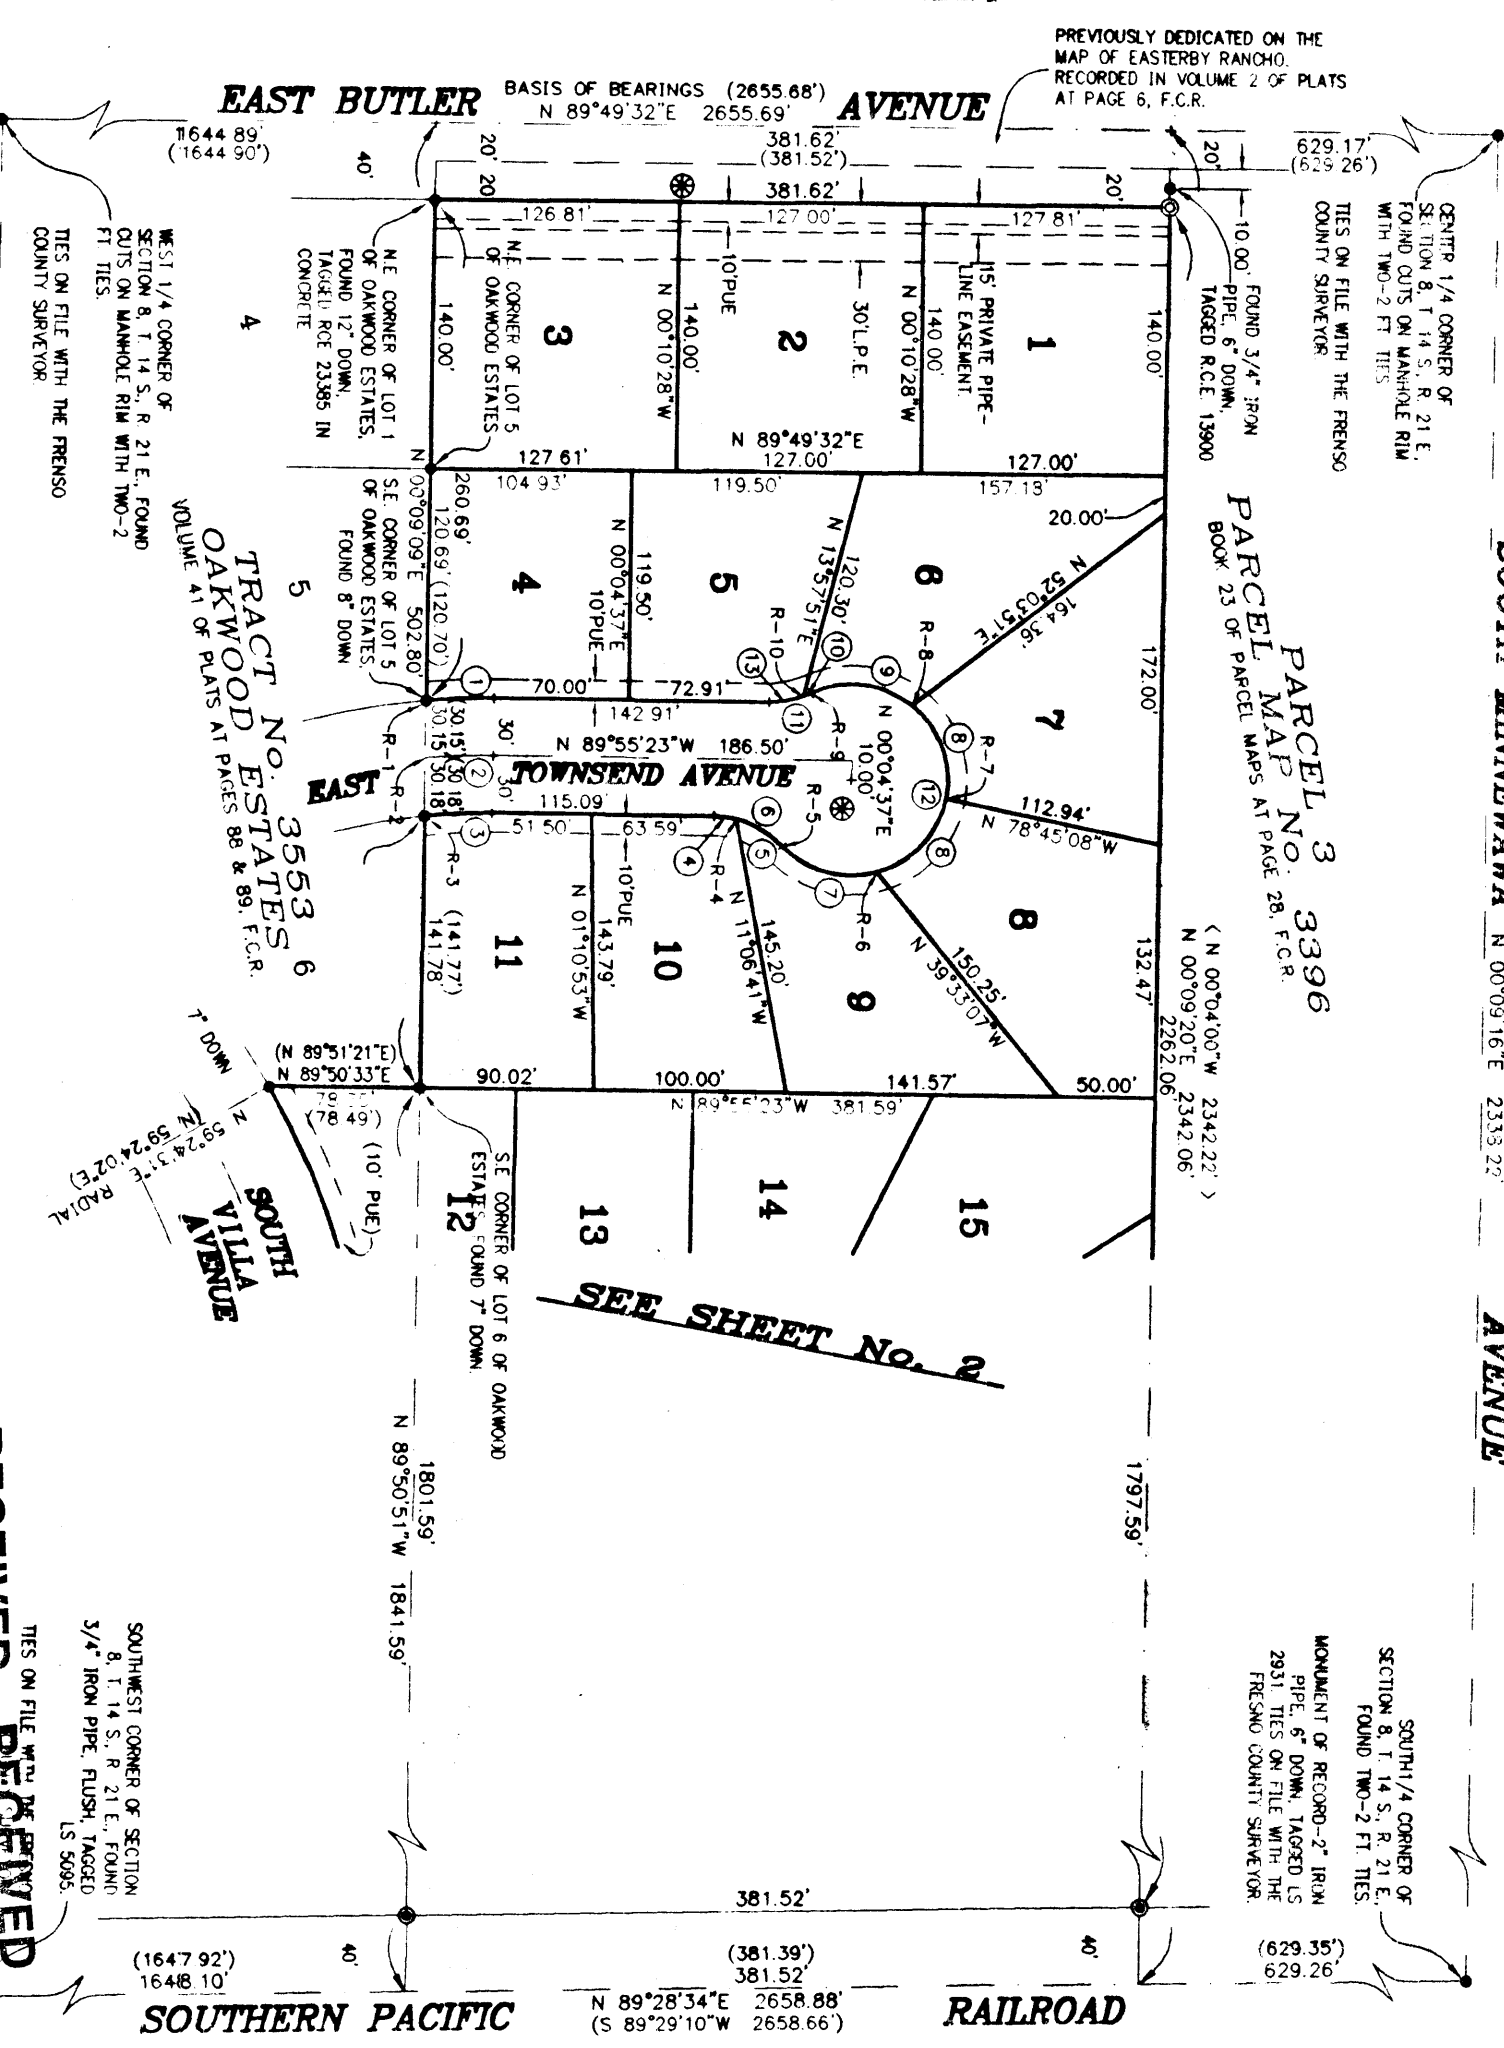 PREVIOUSLY DEDICATED ON THE
MAP OF EASTERBY RANCHO.
RECORDED IN VOLUME 2 OF PLATS
AT PAGE 6, F.C.R.
EAST BUTLER AVENUE
BASIS OF BEARINGS (2655.68')
N 89°49'32"E 2655.69'
1644 89'
('1644 90')
381.62'
(381.52')
629.17'
(629.26')
40'
20'
20'
381.62'
20'
20'
10.00'
126.81'
127.00'
127.81'
CENTER 1/4 CORNER OF
SECTION 8, T 14 S., R. 21 E,
FOUND CUTS ON MANHOLE RIM
WITH TWO-2 FT TIES
TIES ON FILE WITH THE FRENSO
COUNTY SURVEYOR
FOUND 3/4" IRON
PIPE, 6" DOWN,
TAGGED R.C.E. 13900
WEST 1/4 CORNER OF
SECTION 8, T. 14 S., R. 21 E., FOUND
CUTS ON MANHOLE RIM WITH TWO-2
FT. TIES.
TIES ON FILE WITH THE FRENSO
COUNTY SURVEYOR
N.E CORNER OF LOT 1
OF OAKWOOD ESTATES,
FOUND 12" DOWN,
TAGGED RCE 23385 IN
CONCRETE
N.E. CORNER OF LOT 5
OF OAKWOOD ESTATES
4
140.00'
3
N 00°10'28"W
140.00'
10'PUE
2
30'L.P.E.
N 00°10'28"W
140 00'
15' PRIVATE PIPE-
LINE EASEMENT.
1
140.00'
N 89°49'32"E
127.61'
127.00'
127.00'
104.93'
119.50'
157.13'
20.00'
S.E. CORNER OF LOT 5
OF OAKWOOD ESTATES,
FOUND 8" DOWN
N 00°09'09"E 502.80'
260.69'
120.69'(120.70')
4
N 00°04'37"E
119.50'
10'PUE
5
N 13°57'51"E
120.30'
6
N 52°03'51"E
164.36'
7
172.00'
PARCEL 3
PARCEL MAP No. 3396
BOOK 23 OF PARCEL MAPS AT PAGE 28, F.C.R.
5
TRACT No. 3553
OAKWOOD ESTATES
VOLUME 41 OF PLATS AT PAGES 88 & 89, F.C.R.
6
R-10
R-8
13
10
9
8
1
70.00'
72.91'
142.91'
11
R-9
R-7
30.15'
(30.15')
30.18'
(30.18')
R-1
R-2
30'
30'
2
N 89°55'23"W 186.50'
N 00°04'37"E
10.00'
EAST TOWNSEND AVENUE
12
R-5
6
112.94'
N 78°45'08"W
115.09'
51.50'
63.59'
3
R-3
4
R-4
5
7
R-6
8
(141.77')
141.78'
11
N 01°10'53"W
143.79'
10'PUE
10
N 11°06'41"W
145.20'
9
N 39°33'07"W
150.25'
8
132.47'
(N 00°04'00"W 2342.22')
N 00°09'20"E 2342.06'
2262.06'
(N 89°51'21"E)
N 89°50'33"E
(78 49')
7" DOWN
N 59°24'31"E
(N 59°24'02"E)
RADIAL
(10' PUE)
SOUTH
VILLA
AVENUE
90.02'
100.00'
141.57'
50.00'
N 89°55'23"W 381.59'
S.E CORNER OF LOT 6 OF OAKWOOD
ESTATES, FOUND 7" DOWN.
12
13
14
15
SEE SHEET No. 2
N 00°09'16"E 2338.22'
AVENUE
1801.59'
N 89°50'51"W 1841.59'
1797.59'
SOUTHWEST CORNER OF SECTION
8, T. 14 S., R 21 E., FOUND
3/4" IRON PIPE, FLUSH, TAGGED
LS 5095.
TIES ON FILE WITH THE
RECEIVED
SOUTH1/4 CORNER OF
SECTION 8, T. 14 S., R. 21 E,
FOUND TWO-2 FT. TIES.
MONUMENT OF RECORD-2" IRON
PIPE, 6" DOWN, TAGGED LS
2931. TIES ON FILE WITH THE
FRESNO COUNTY SURVEYOR.
381.52'
40'
40'
(1647 92')
1648.10'
(381.39')
381.52'
(629.35')
629.26'
SOUTHERN PACIFIC RAILROAD
N 89°28'34"E 2658.88'
(S 89°29'10"W 2658.66')